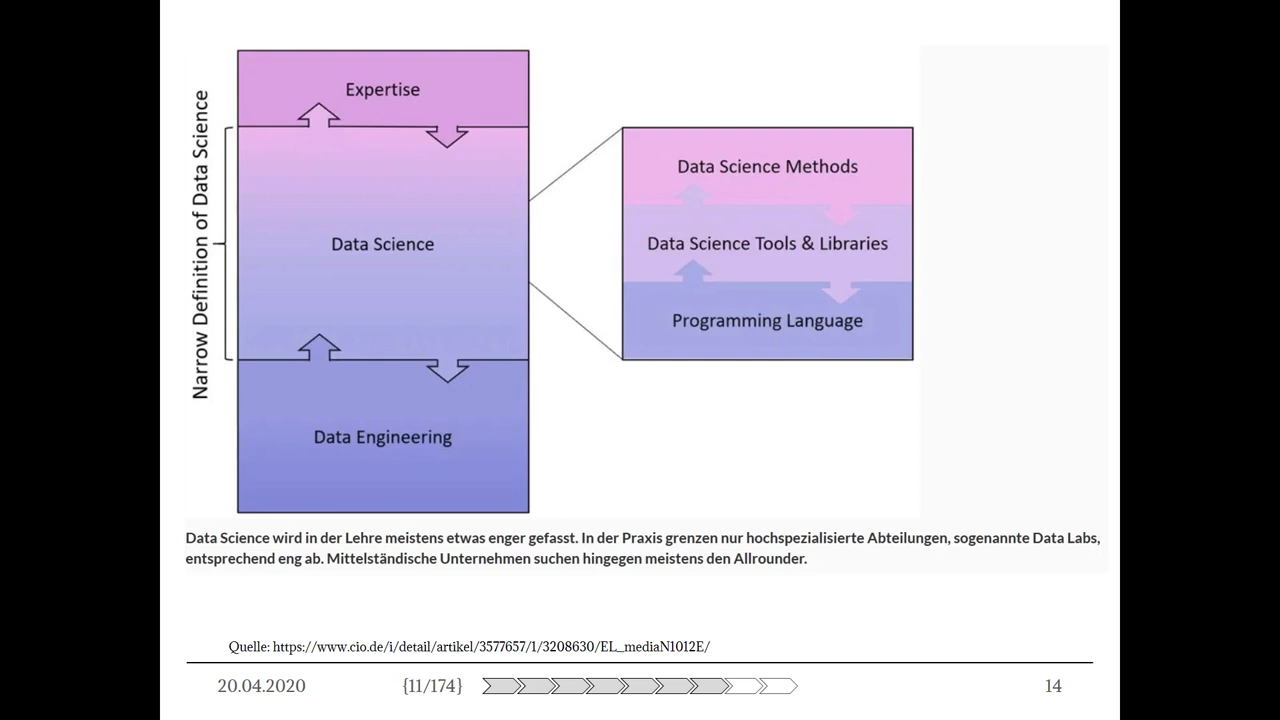 Narrow Definition of Data Science
Expertise
Data Science
Data Engineering
Data Science Methods
Data Science Tools & Libraries
Programming Language
Data Science wird in der Lehre meistens etwas enger gefasst. In der Praxis grenzen nur hochspezialisierte Abteilungen, sogenannte Data Labs,
entsprechend eng ab. Mittelständische Unternehmen suchen hingegen meistens den Allrounder.
Quelle: https://www.cio.de/i/detail/artikel/3577657/1/3208630/EL_mediaN1012E/
20.04.2020 {11/174} 14